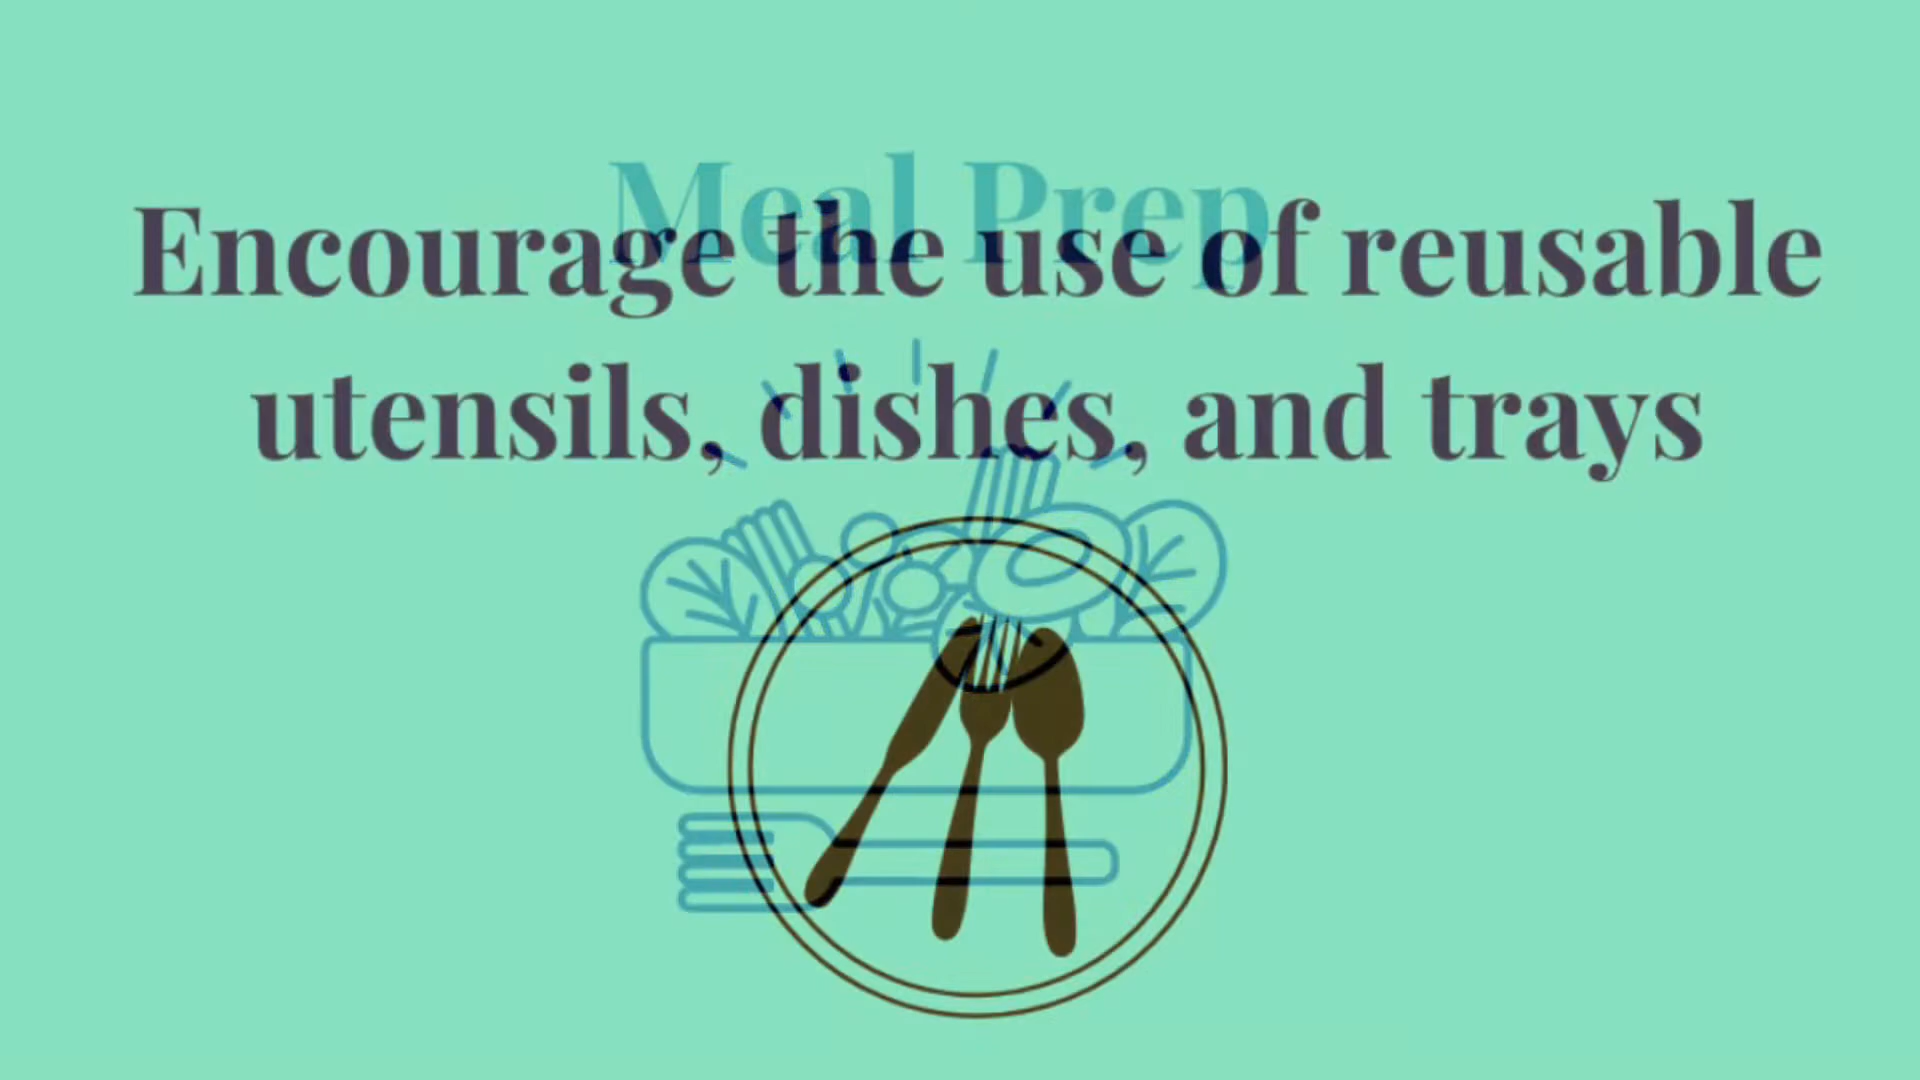 Meal Prep
Encourage the use of reusable
utensils, dishes, and trays